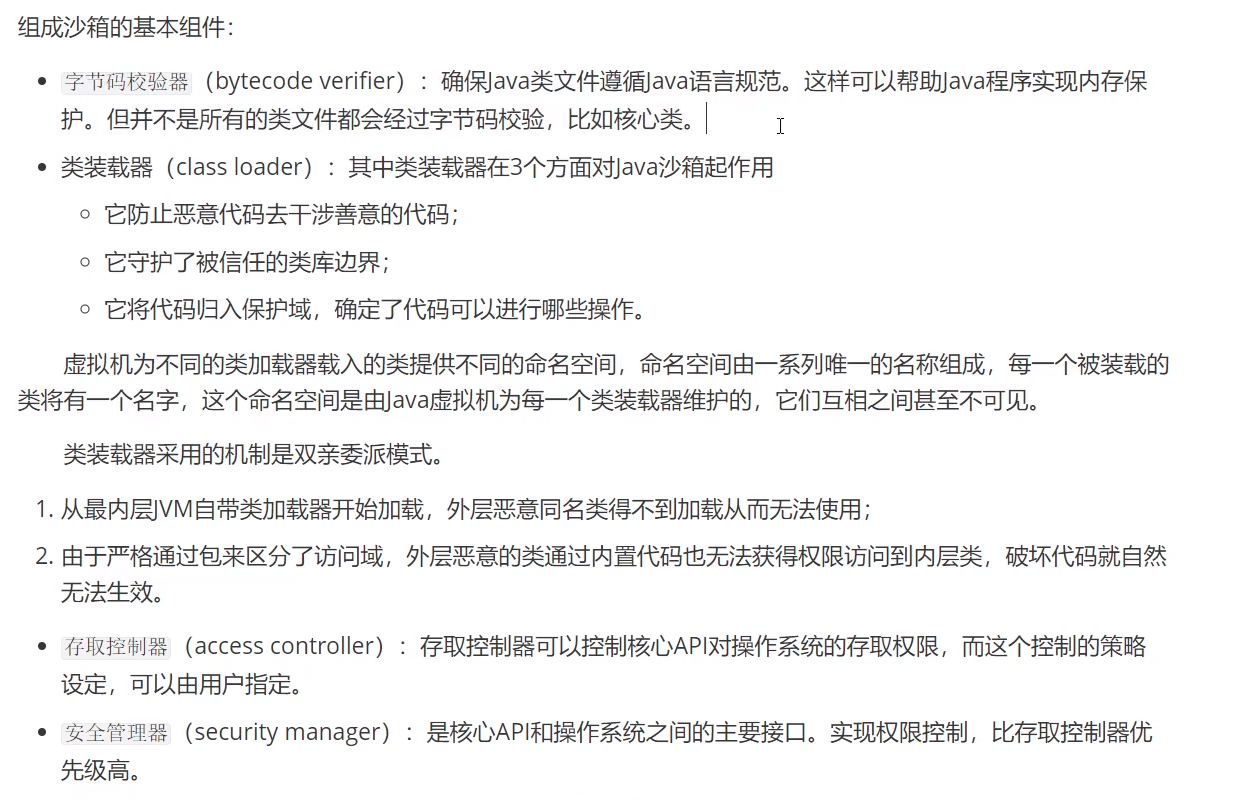 组成沙箱的基本组件：
• 字节码校验器（bytecode verifier）：确保Java类文件遵循Java语言规范。这样可以帮助Java程序实现内存保
护。但并不是所有的类文件都会经过字节码校验，比如核心类。
• 类装载器（class loader）：其中类装载器在3个方面对Java沙箱起作用
○ 它防止恶意代码去干涉善意的代码；
○ 它守护了被信任的类库边界；
○ 它将代码归入保护域，确定了代码可以进行哪些操作。
虚拟机为不同的类加载器载入的类提供不同的命名空间，命名空间由一系列唯一的名称组成，每一个被装载的
类将有一个名字，这个命名空间是由Java虚拟机为每一个类装载器维护的，它们互相之间甚至不可见。
类装载器采用的机制是双亲委派模式。
1. 从最内层JVM自带类加载器开始加载，外层恶意同名类得不到加载从而无法使用；
2. 由于严格通过包来区分了访问域，外层恶意的类通过内置代码也无法获得权限访问到内层类，破坏代码就自然
无法生效。
• 存取控制器（access controller）：存取控制器可以控制核心API对操作系统的存取权限，而这个控制的策略
设定，可以由用户指定。
• 安全管理器（security manager）：是核心API和操作系统之间的主要接口。实现权限控制，比存取控制器优
先级高。